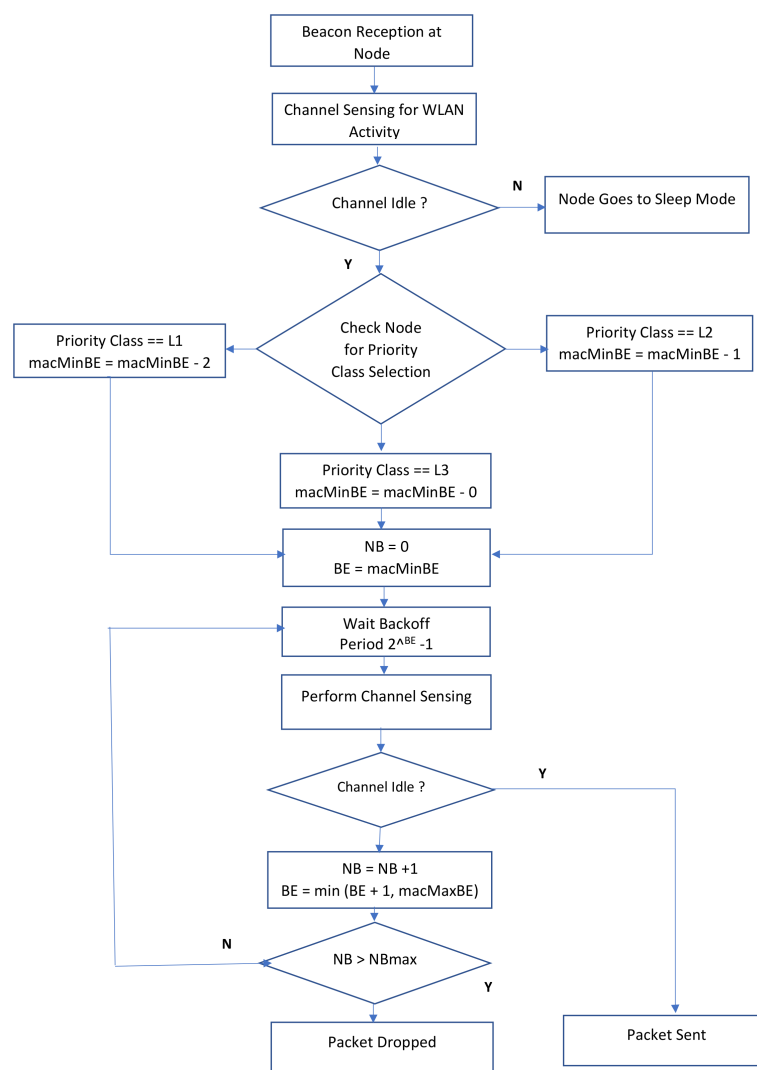 Beacon Reception at
Node
Channel Sensing for WLAN
Activity
Channel Idle ?
N
Node Goes to Sleep Mode
Y
Check Node
for Priority
Class Selection
Priority Class == L1
macMinBE = macMinBE - 2
Priority Class == L2
macMinBE = macMinBE - 1
Priority Class == L3
macMinBE = macMinBE - 0
NB = 0
BE = macMinBE
Wait Backoff
Period 2^ᴮᴱ -1
Perform Channel Sensing
Channel Idle ?
Y
NB = NB +1
BE = min (BE + 1, macMaxBE)
N
NB > NBmax
Y
Packet Dropped
Packet Sent